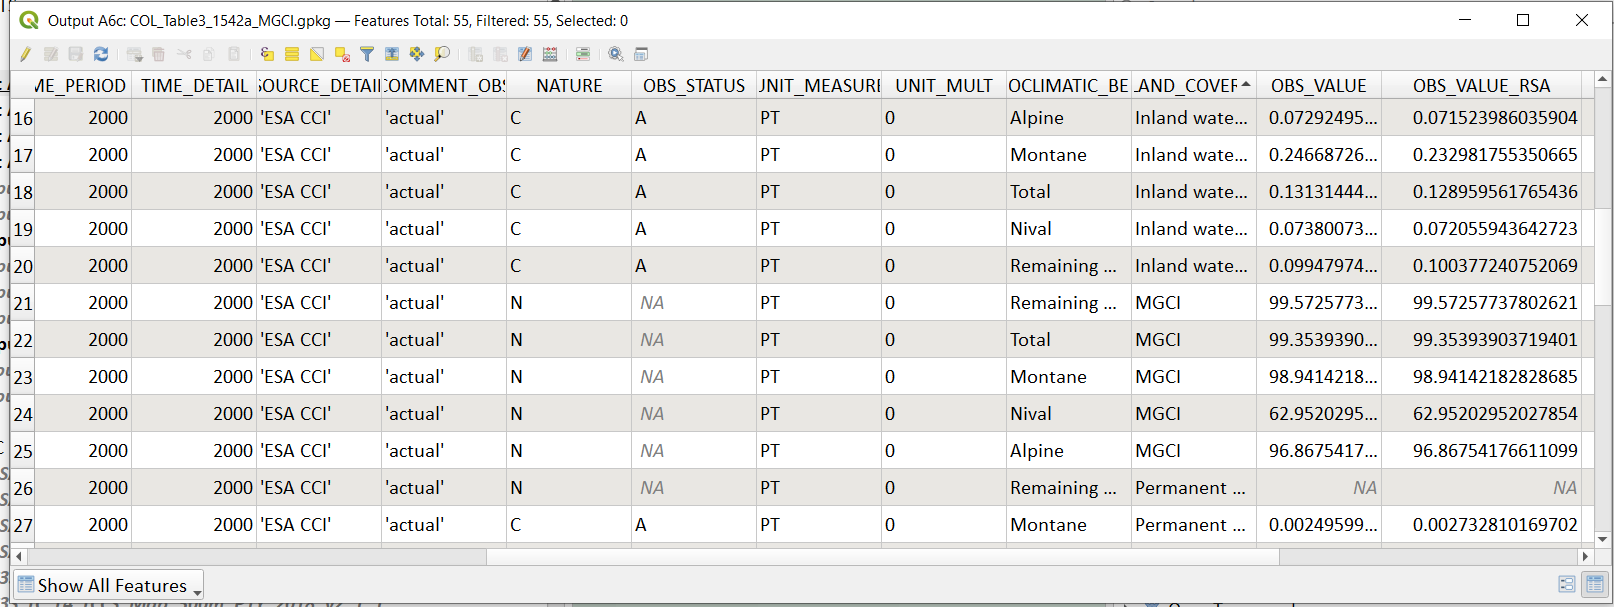 Output A6c: COL_Table3_1542a_MGCI.gpkg — Features Total: 55, Filtered: 55, Selected: 0
ME_PERIOD TIME_DETAIL SOURCE_DETAIL COMMENT_OBS NATURE OBS_STATUS UNIT_MEASURE UNIT_MULT OCLIMATIC_BE LAND_COVER OBS_VALUE OBS_VALUE_RSA
16 2000 2000 'ESA CCI' 'actual' C A PT 0 Alpine Inland wate... 0.07292495... 0.071523986035904
17 2000 2000 'ESA CCI' 'actual' C A PT 0 Montane Inland wate... 0.24668726... 0.232981755350665
18 2000 2000 'ESA CCI' 'actual' C A PT 0 Total Inland wate... 0.13131444... 0.128959561765436
19 2000 2000 'ESA CCI' 'actual' C A PT 0 Nival Inland wate... 0.07380073... 0.072055943642723
20 2000 2000 'ESA CCI' 'actual' C A PT 0 Remaining ... Inland wate... 0.09947974... 0.100377240752069
21 2000 2000 'ESA CCI' 'actual' N NA PT 0 Remaining ... MGCI 99.5725773... 99.57257737802621
22 2000 2000 'ESA CCI' 'actual' N NA PT 0 Total MGCI 99.3539390... 99.35393903719401
23 2000 2000 'ESA CCI' 'actual' N NA PT 0 Montane MGCI 98.9414218... 98.94142182828685
24 2000 2000 'ESA CCI' 'actual' N NA PT 0 Nival MGCI 62.9520295... 62.95202952027854
25 2000 2000 'ESA CCI' 'actual' N NA PT 0 Alpine MGCI 96.8675417... 96.86754176611099
26 2000 2000 'ESA CCI' 'actual' N NA PT 0 Remaining ... Permanent ... NA NA
27 2000 2000 'ESA CCI' 'actual' C A PT 0 Montane Permanent ... 0.00249599... 0.002732810169702
Show All Features